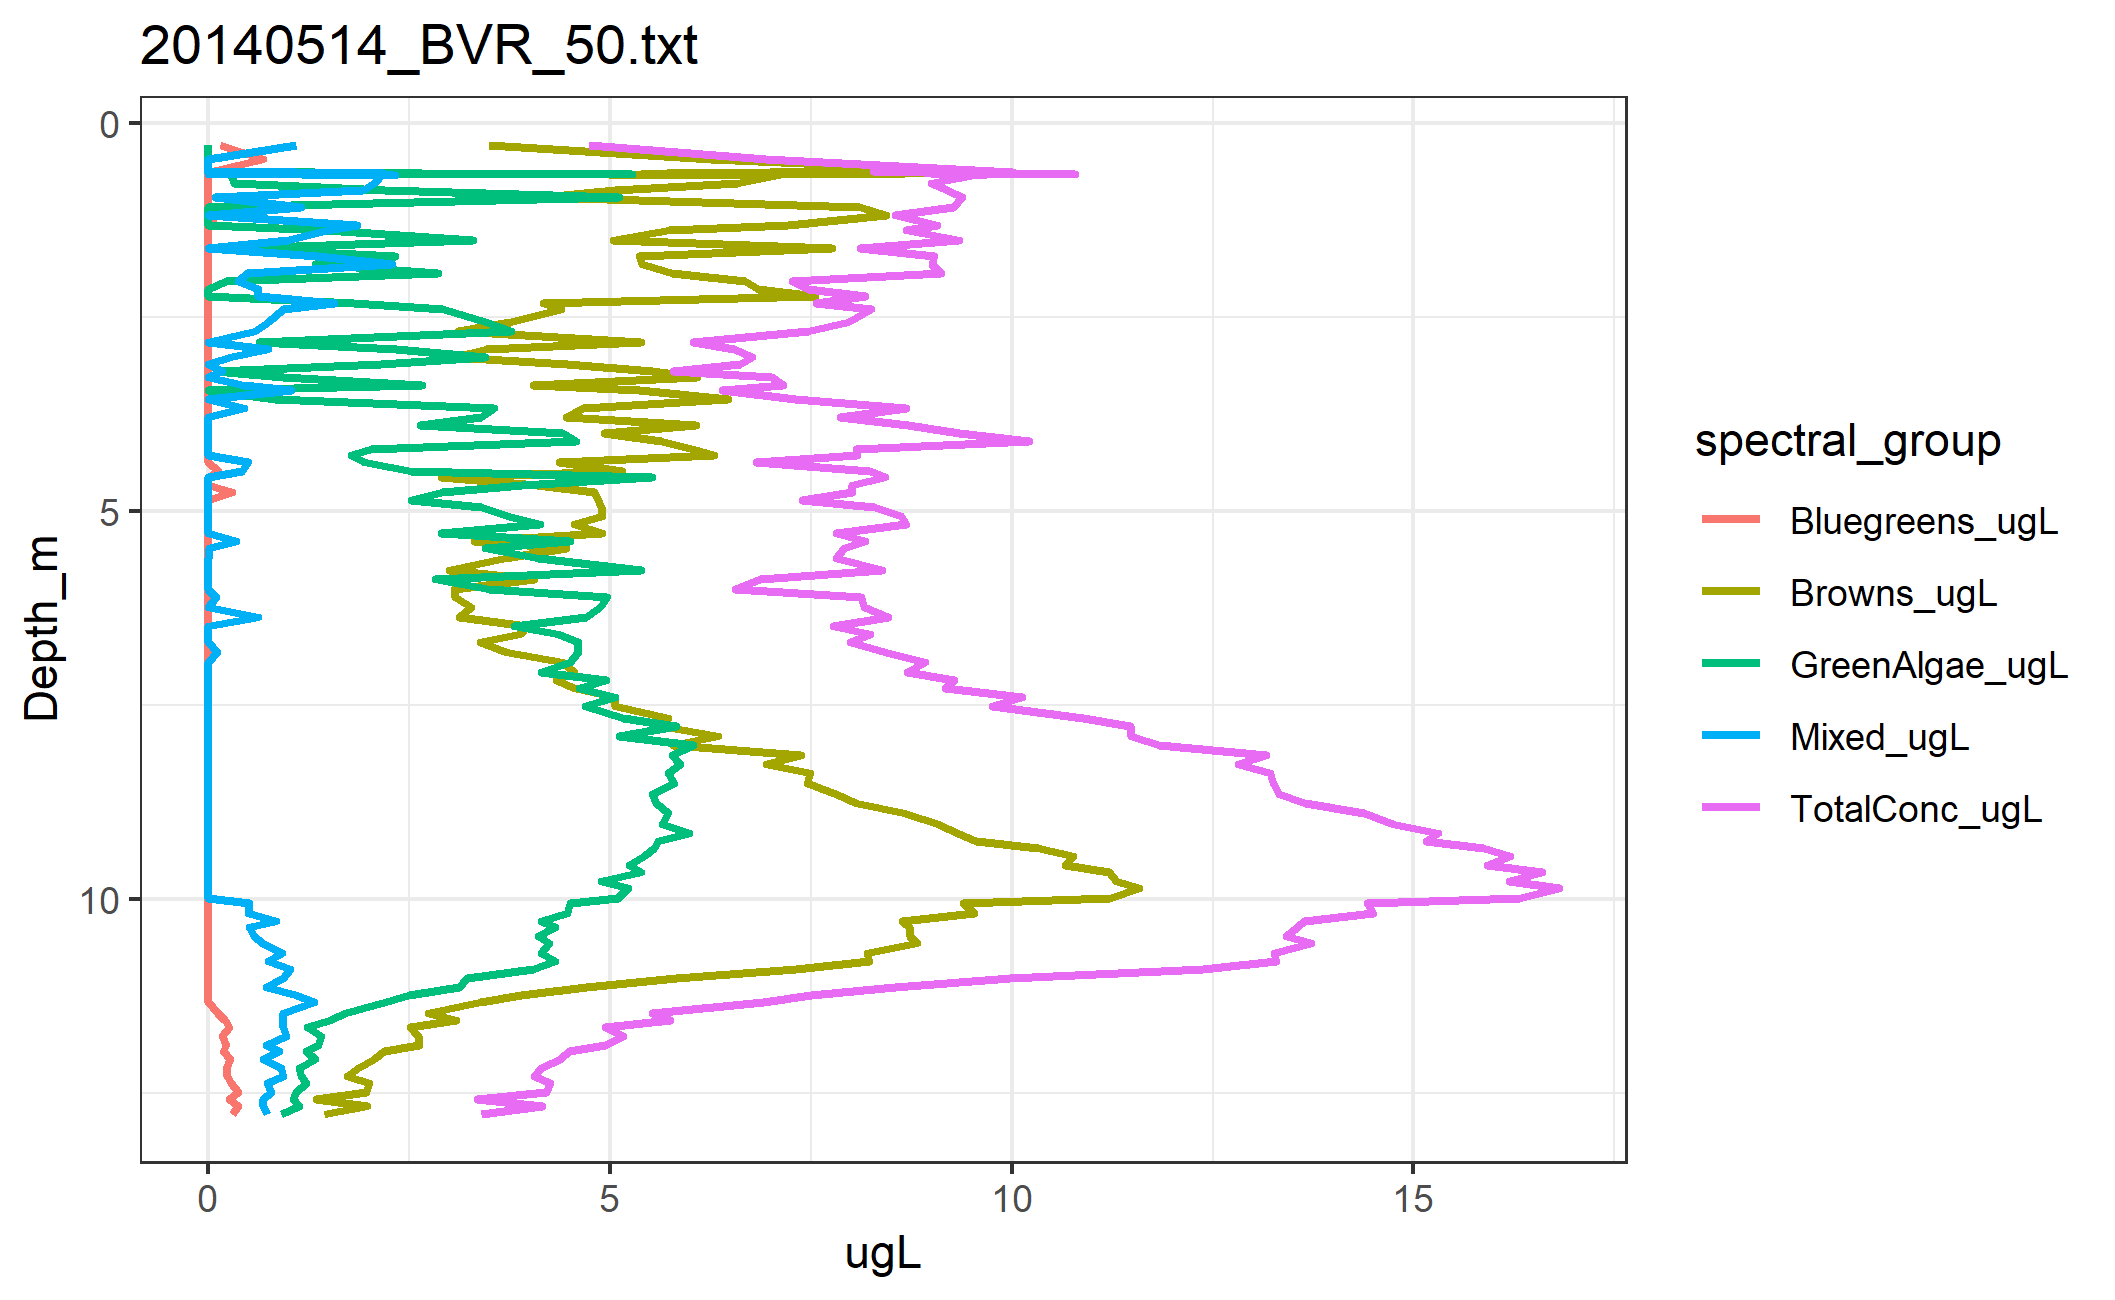 20140514_BVR_50.txt
0
5
10
Depth_m
0
5
10
15
ugL
spectral_group
Bluegreens_ugL
Browns_ugL
GreenAlgae_ugL
Mixed_ugL
TotalConc_ugL